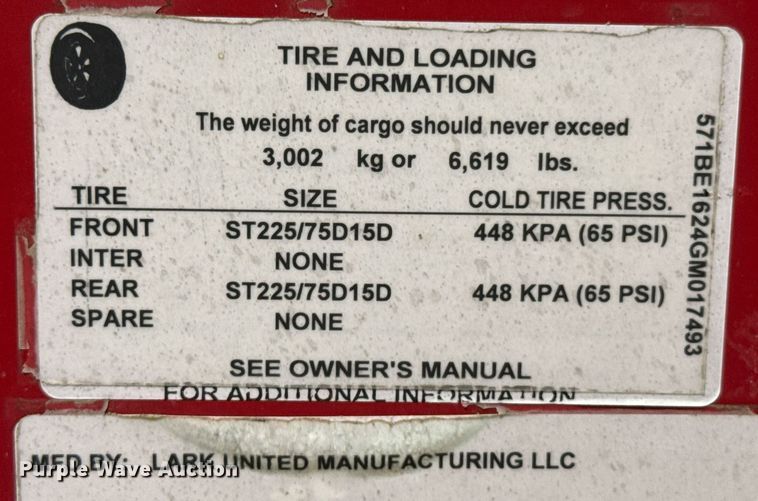 TIRE AND LOADING
INFORMATION
The weight of cargo should never exceed
3,002 kg or 6,619 lbs.
TIRE SIZE COLD TIRE PRESS.
FRONT ST225/75D15D 448 KPA (65 PSI)
INTER NONE
REAR ST225/75D15D 448 KPA (65 PSI)
SPARE NONE
SEE OWNER'S MANUAL
FOR ADDITIONAL INFORMATION
571BE1624GM017493
MFD BY: LARK UNITED MANUFACTURING LLC
Purple Wave Auction